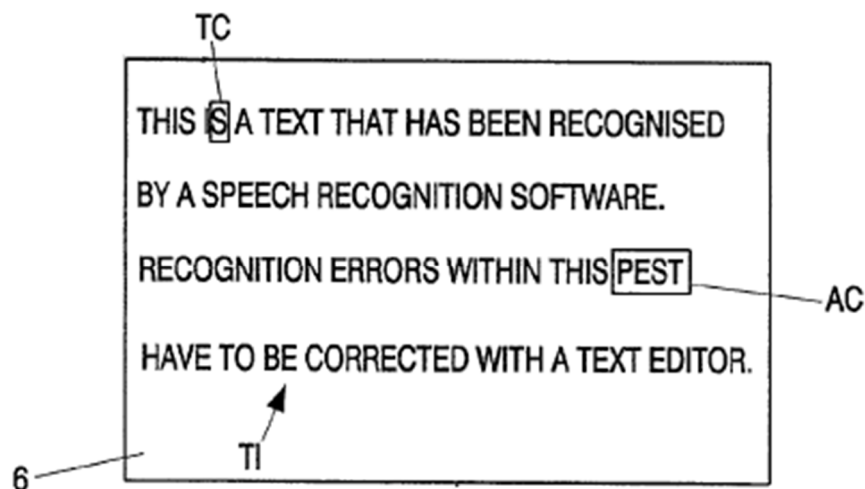 TC
THIS IS A TEXT THAT HAS BEEN RECOGNISED
BY A SPEECH RECOGNITION SOFTWARE.
RECOGNITION ERRORS WITHIN THIS PEST
AC
HAVE TO BE CORRECTED WITH A TEXT EDITOR.
TI
6